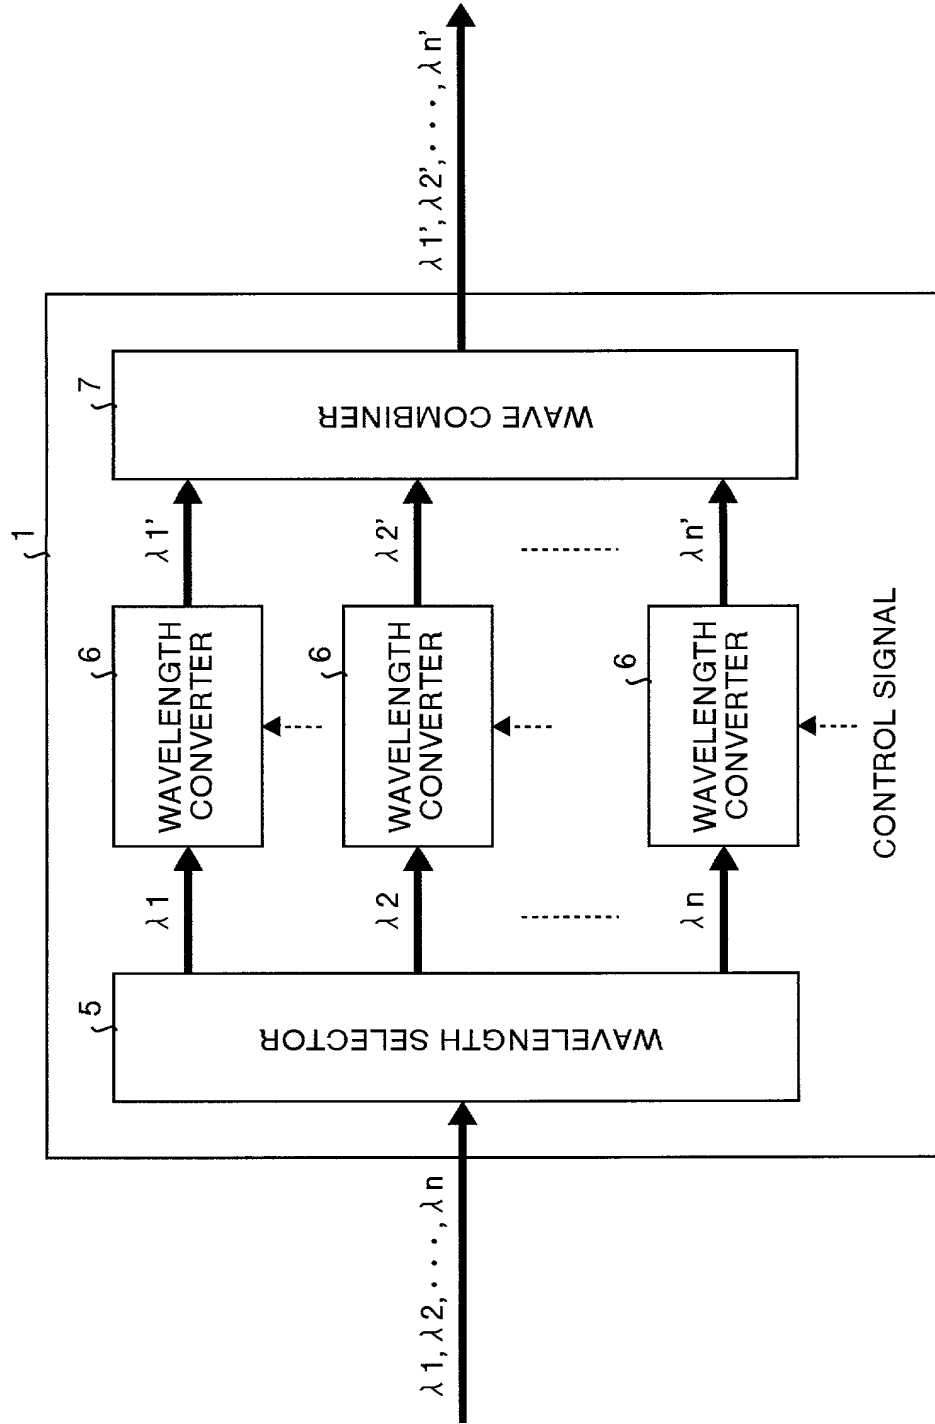 1
λ1, λ2, ・・・, λn
5
WAVELENGTH SELECTOR
λ1
λ2
λn
6
WAVELENGTH
CONVERTER
6
WAVELENGTH
CONVERTER
6
WAVELENGTH
CONVERTER
CONTROL SIGNAL
λ1'
λ2'
λn'
7
WAVE COMBINER
λ1', λ2', ・・・, λn'